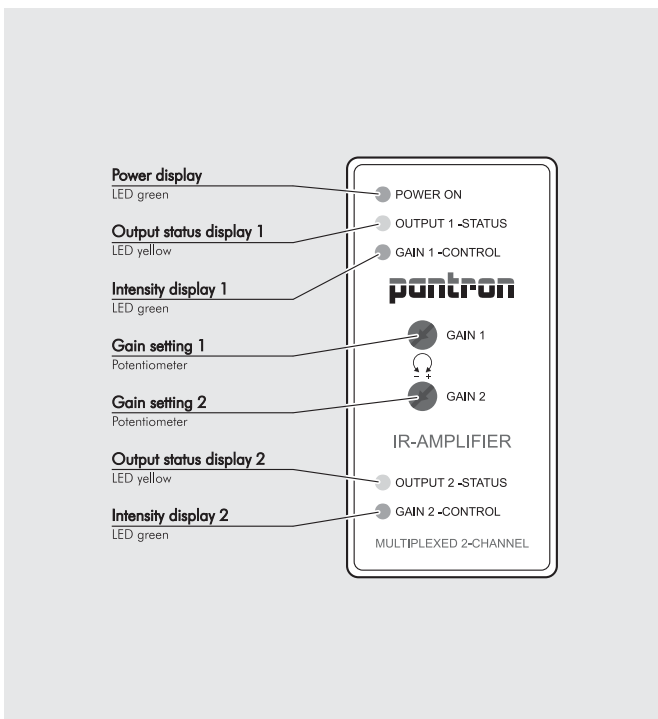 Power display
LED green
Output status display 1
LED yellow
Intensity display 1
LED green
Gain setting 1
Potentiometer
Gain setting 2
Potentiometer
Output status display 2
LED yellow
Intensity display 2
LED green
POWER ON
OUTPUT 1-STATUS
GAIN 1-CONTROL
pantron
GAIN 1
- +
GAIN 2
IR-AMPLIFIER
OUTPUT 2-STATUS
GAIN 2-CONTROL
MULTIPLEXED 2-CHANNEL